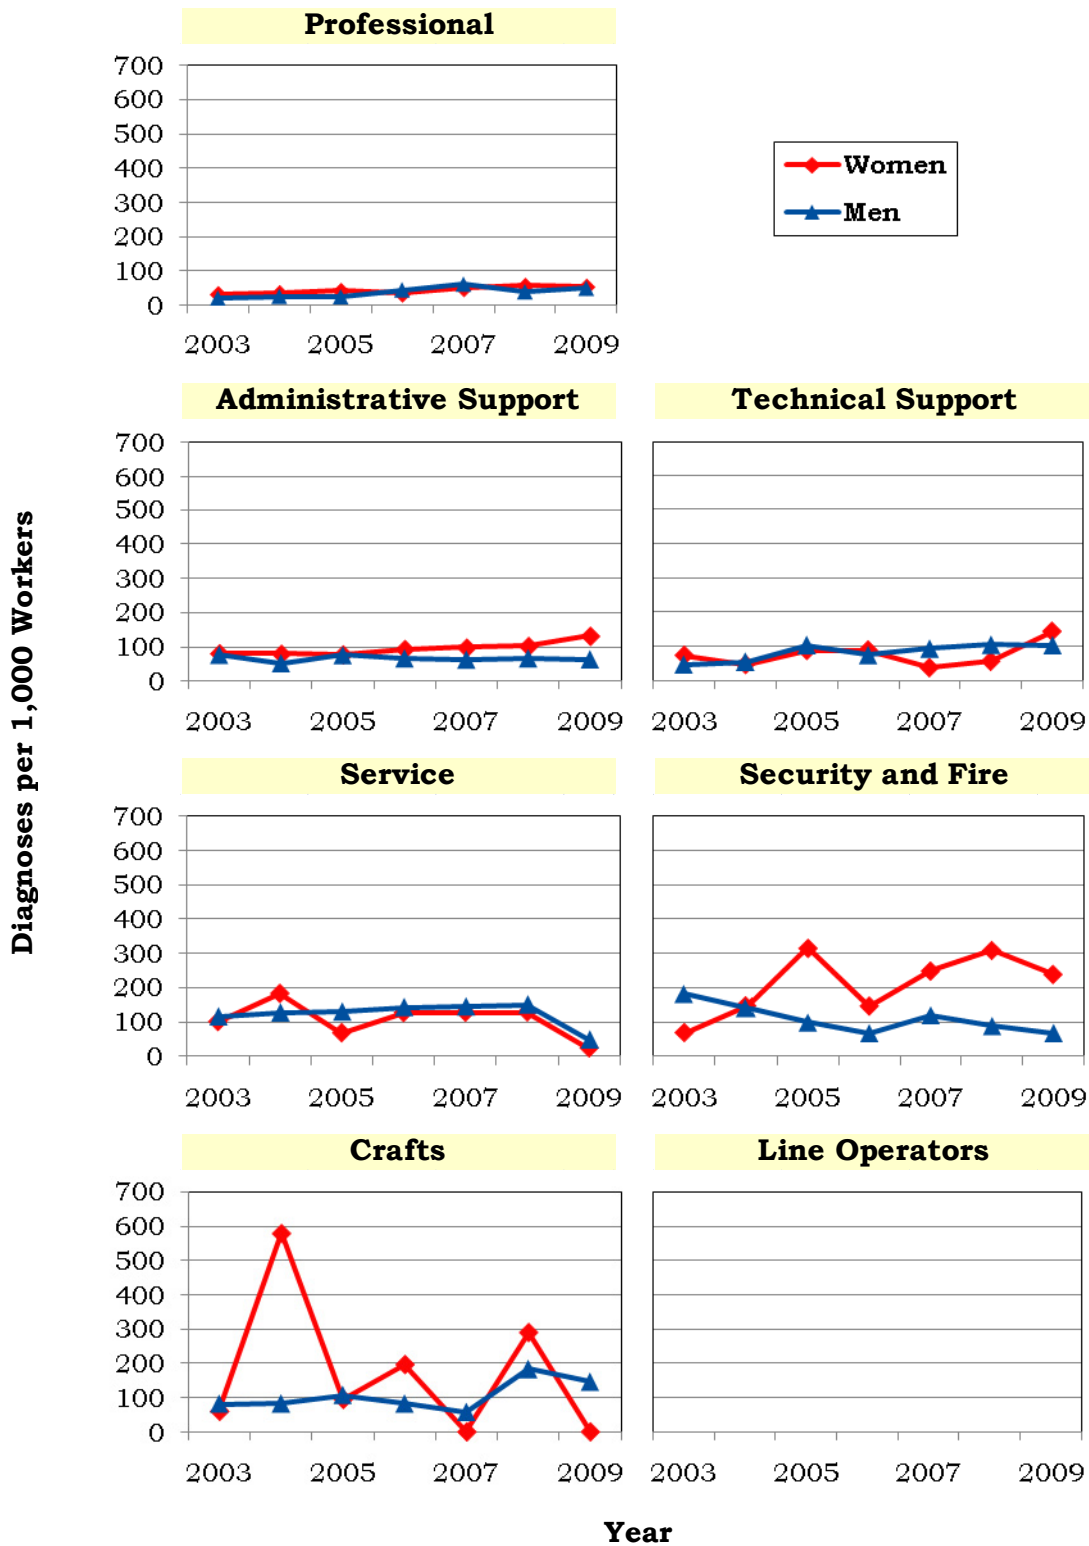 Professional
700
600
500
400
300
200
100
0
2003 2005 2007 2009
Women
Men
Diagnoses per 1,000 Workers
Administrative Support
700
600
500
400
300
200
100
0
2003 2005 2007 2009
Technical Support
2003 2005 2007 2009
Service
700
600
500
400
300
200
100
0
2003 2005 2007 2009
Security and Fire
2003 2005 2007 2009
Crafts
700
600
500
400
300
200
100
0
2003 2005 2007 2009
Line Operators
2003 2005 2007 2009
Year